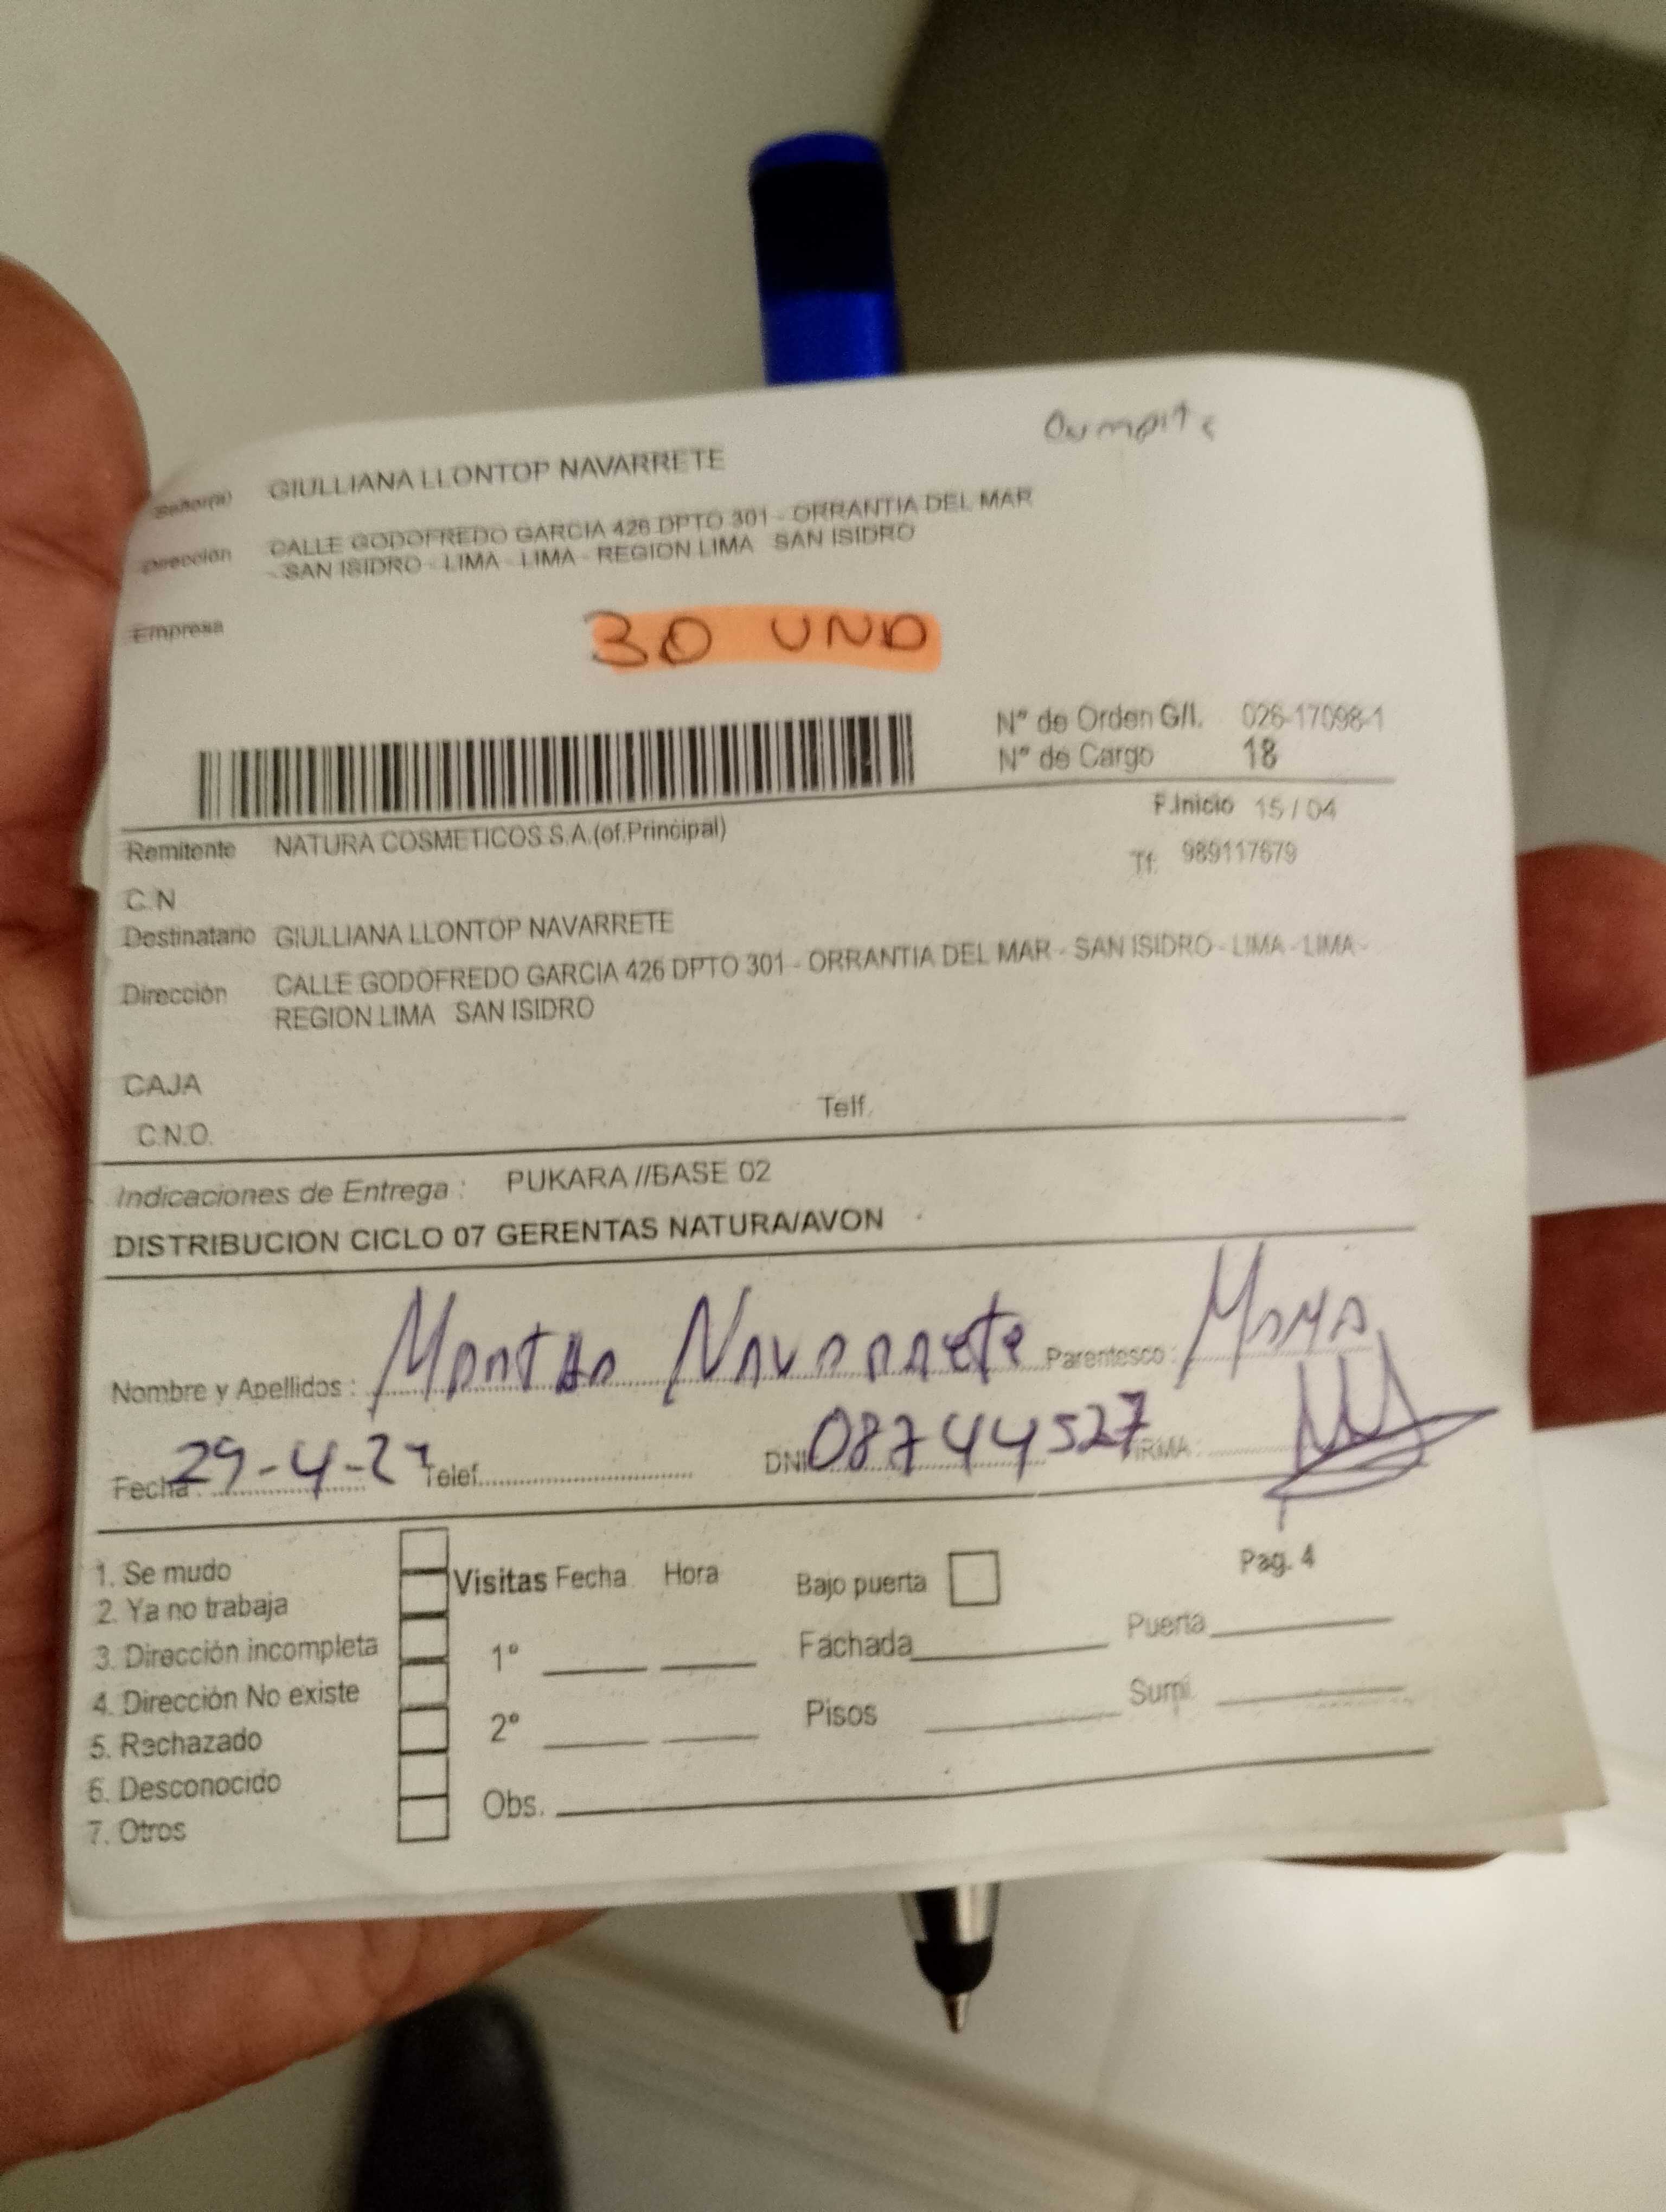 Señor(a) GIULLIANA LLONTOP NAVARRETE
Dirección CALLE GODOFREDO GARCIA 426 DPTO 301 - ORRANTIA DEL MAR
- SAN ISIDRO - LIMA - LIMA - REGION LIMA SAN ISIDRO
Empresa
30 UND
N° de Orden G/I. 026-17098-1
N° de Cargo 18
F.Inicio 15 / 04
Remitente NATURA COSMETICOS S.A.(of.Principal)
Tf: 989117679
C.N
Destinatario GIULLIANA LLONTOP NAVARRETE
Dirección CALLE GODOFREDO GARCIA 426 DPTO 301 - ORRANTIA DEL MAR - SAN ISIDRO - LIMA - LIMA -
REGION LIMA SAN ISIDRO
CAJA
C.N.O. Telf.
Indicaciones de Entrega : PUKARA //BASE 02
DISTRIBUCION CICLO 07 GERENTAS NATURA/AVON
Nombre y Apellidos : Navarrete Parentesco :
Fecha : 29-4-2 Telef. DNI 08744527 FIRMA :
1. Se mudo
2. Ya no trabaja
3. Dirección incompleta
4. Dirección No existe
5. Rechazado
6. Desconocido
7. Otros
Visitas Fecha Hora
1°
2°
Obs.
Bajo puerta
Fachada
Pisos
Pag. 4
Puerta
Sumi.